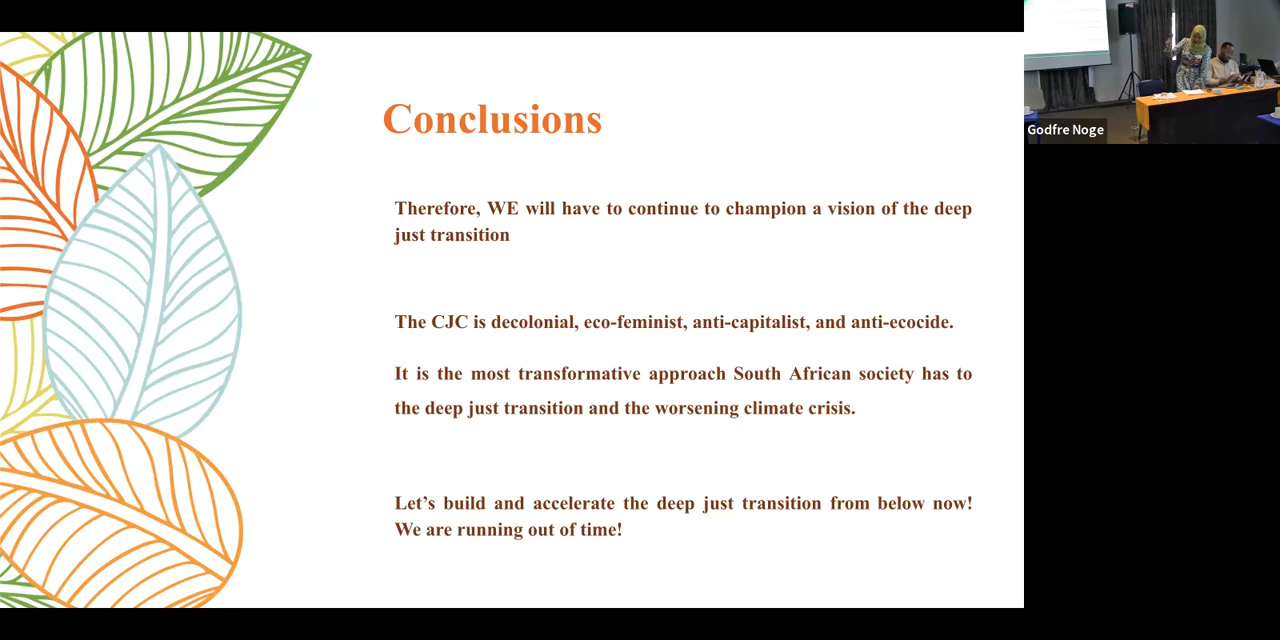 Conclusions
Therefore, WE will have to continue to champion a vision of the deep
just transition
The CJC is decolonial, eco-feminist, anti-capitalist, and anti-ecocide.
It is the most transformative approach South African society has to
the deep just transition and the worsening climate crisis.
Let’s build and accelerate the deep just transition from below now!
We are running out of time!
Godfre Noge